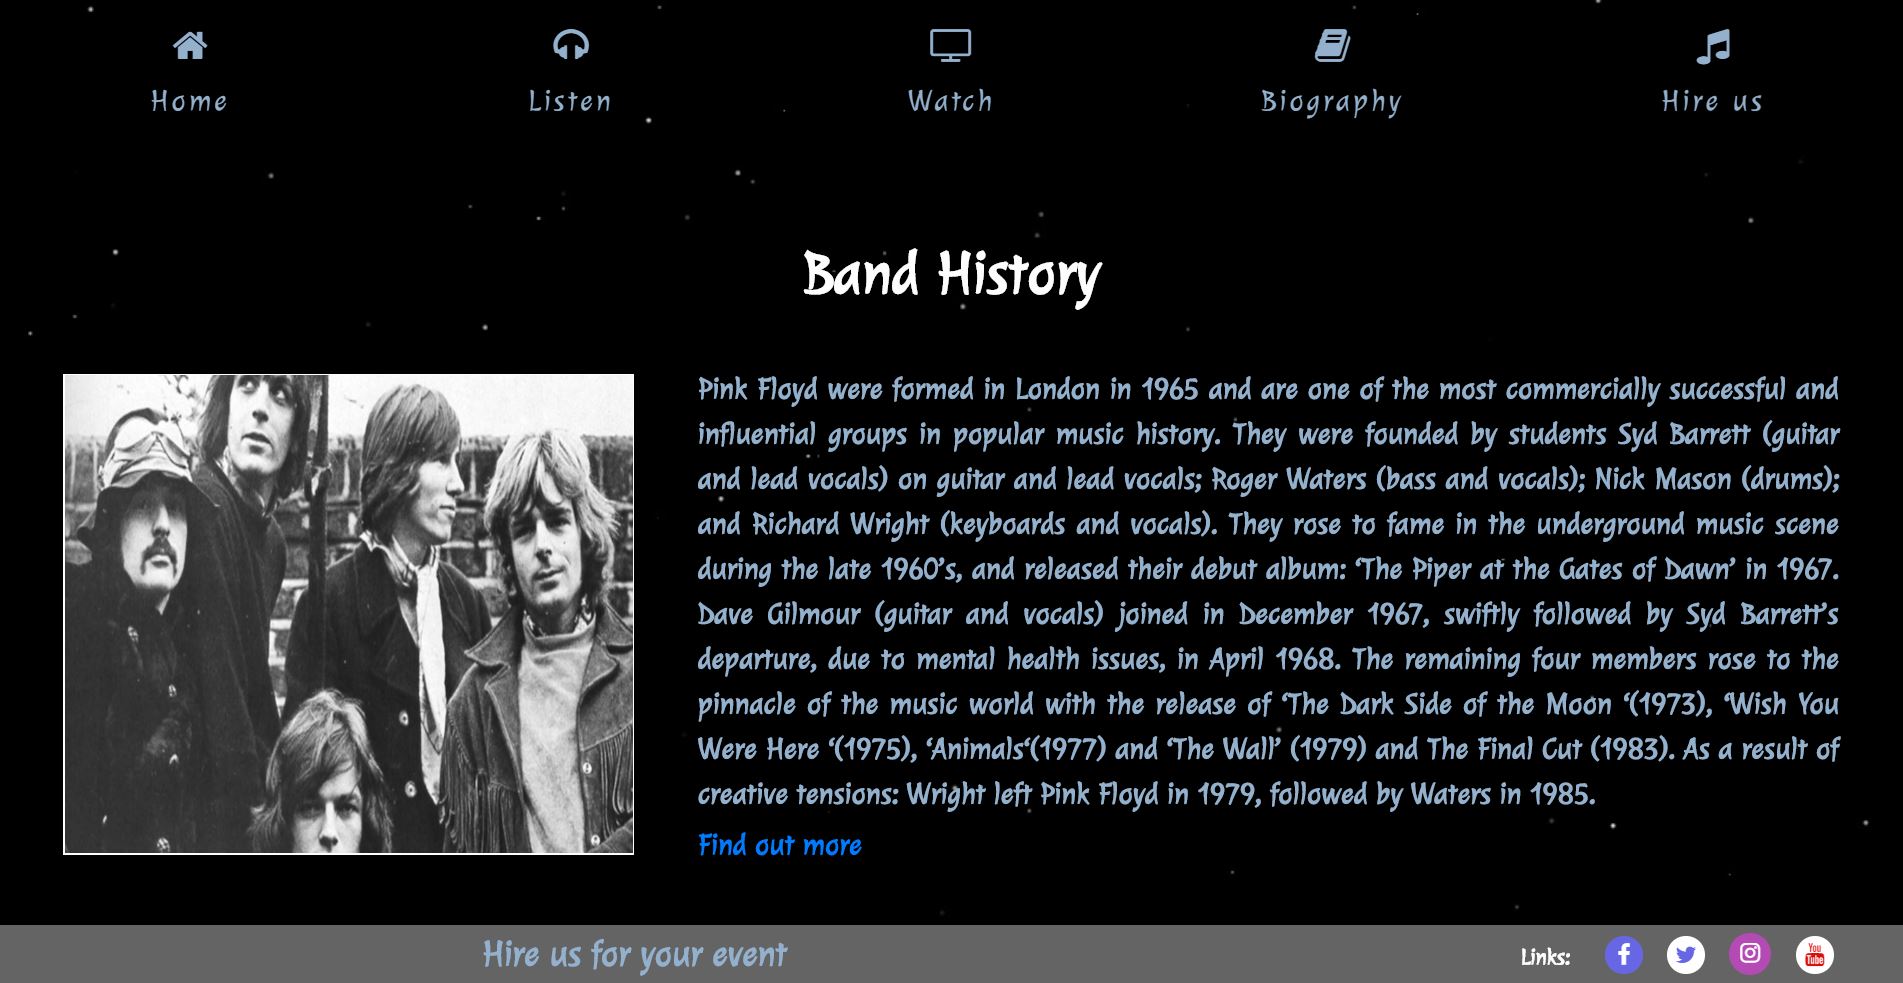 Home
Listen
Watch
Biography
Hire us
Band History
Pink Floyd were formed in London in 1965 and are one of the most commercially successful and
influential groups in popular music history. They were founded by students Syd Barrett (guitar
and lead vocals) on guitar and lead vocals; Roger Waters (bass and vocals); Nick Mason (drums);
and Richard Wright (keyboards and vocals). They rose to fame in the underground music scene
during the late 1960’s, and released their debut album: ‘The Piper at the Gates of Dawn’ in 1967.
Dave Gilmour (guitar and vocals) joined in December 1967, swiftly followed by Syd Barrett’s
departure, due to mental health issues, in April 1968. The remaining four members rose to the
pinnacle of the music world with the release of ‘The Dark Side of the Moon ‘(1973), ‘Wish You
Were Here ‘(1975), ‘Animals‘(1977) and ‘The Wall’ (1979) and The Final Cut (1983). As a result of
creative tensions: Wright left Pink Floyd in 1979, followed by Waters in 1985.
Find out more
Hire us for your event
Links:
You
Tube